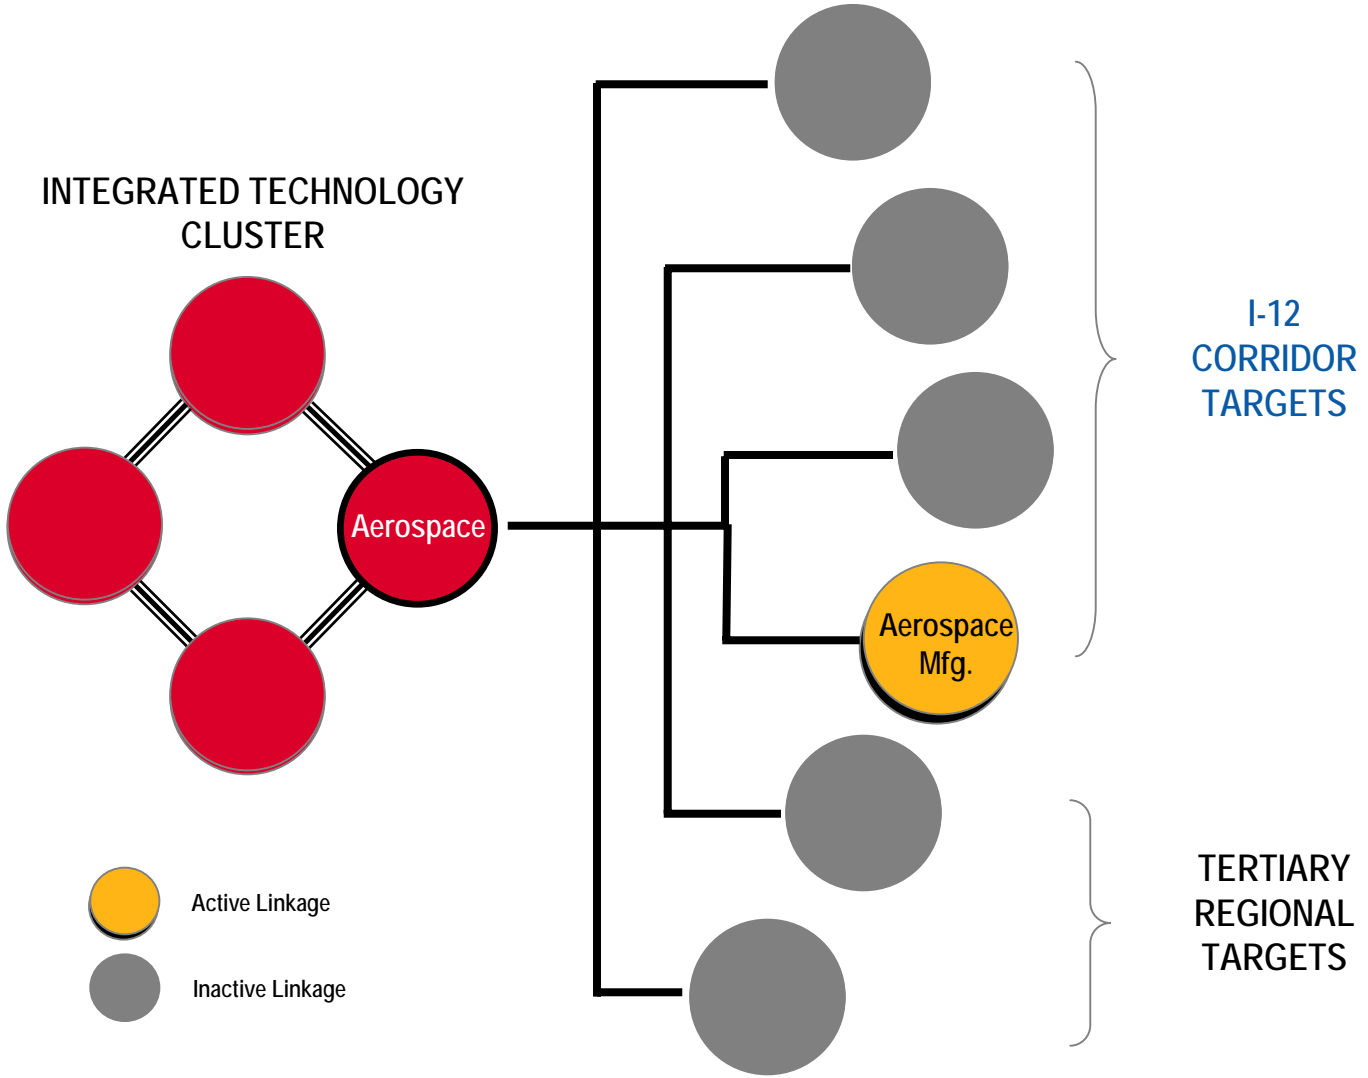 INTEGRATED TECHNOLOGY
CLUSTER
Aerospace
Aerospace
Mfg.
I-12
CORRIDOR
TARGETS
TERTIARY
REGIONAL
TARGETS
Active Linkage
Inactive Linkage